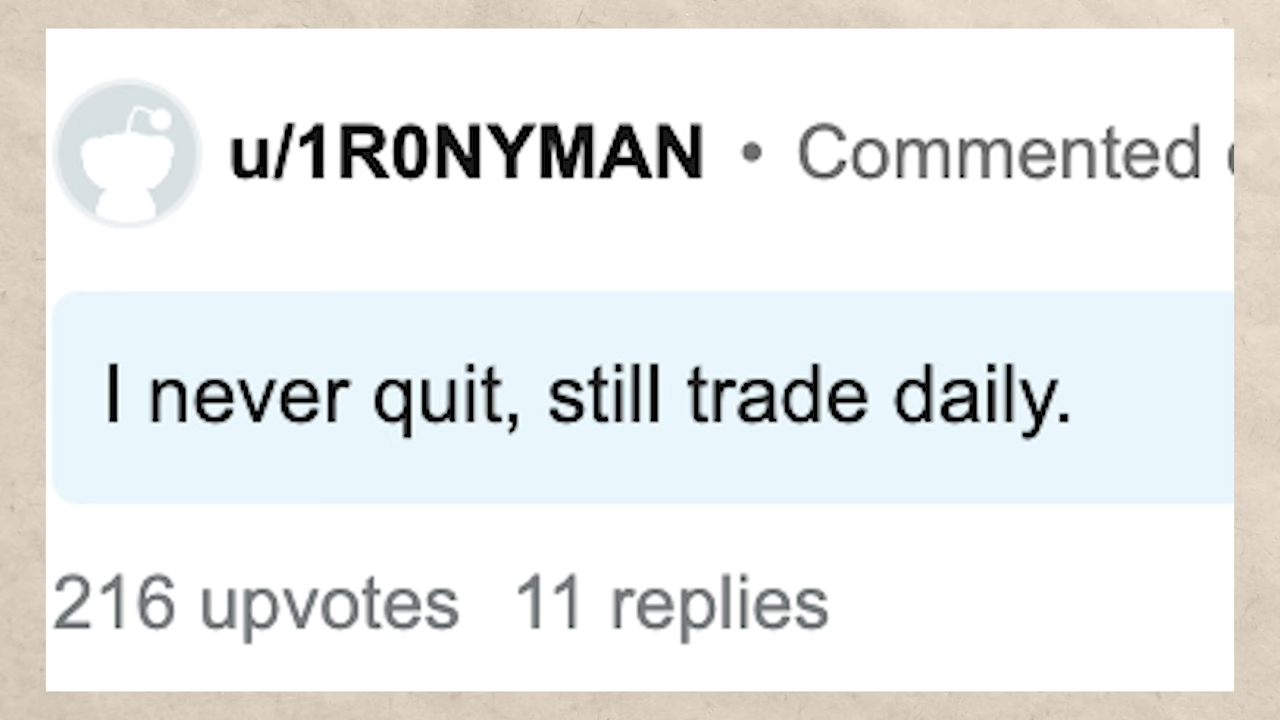 u/1R0NYMAN • Commented
I never quit, still trade daily.
216 upvotes 11 replies